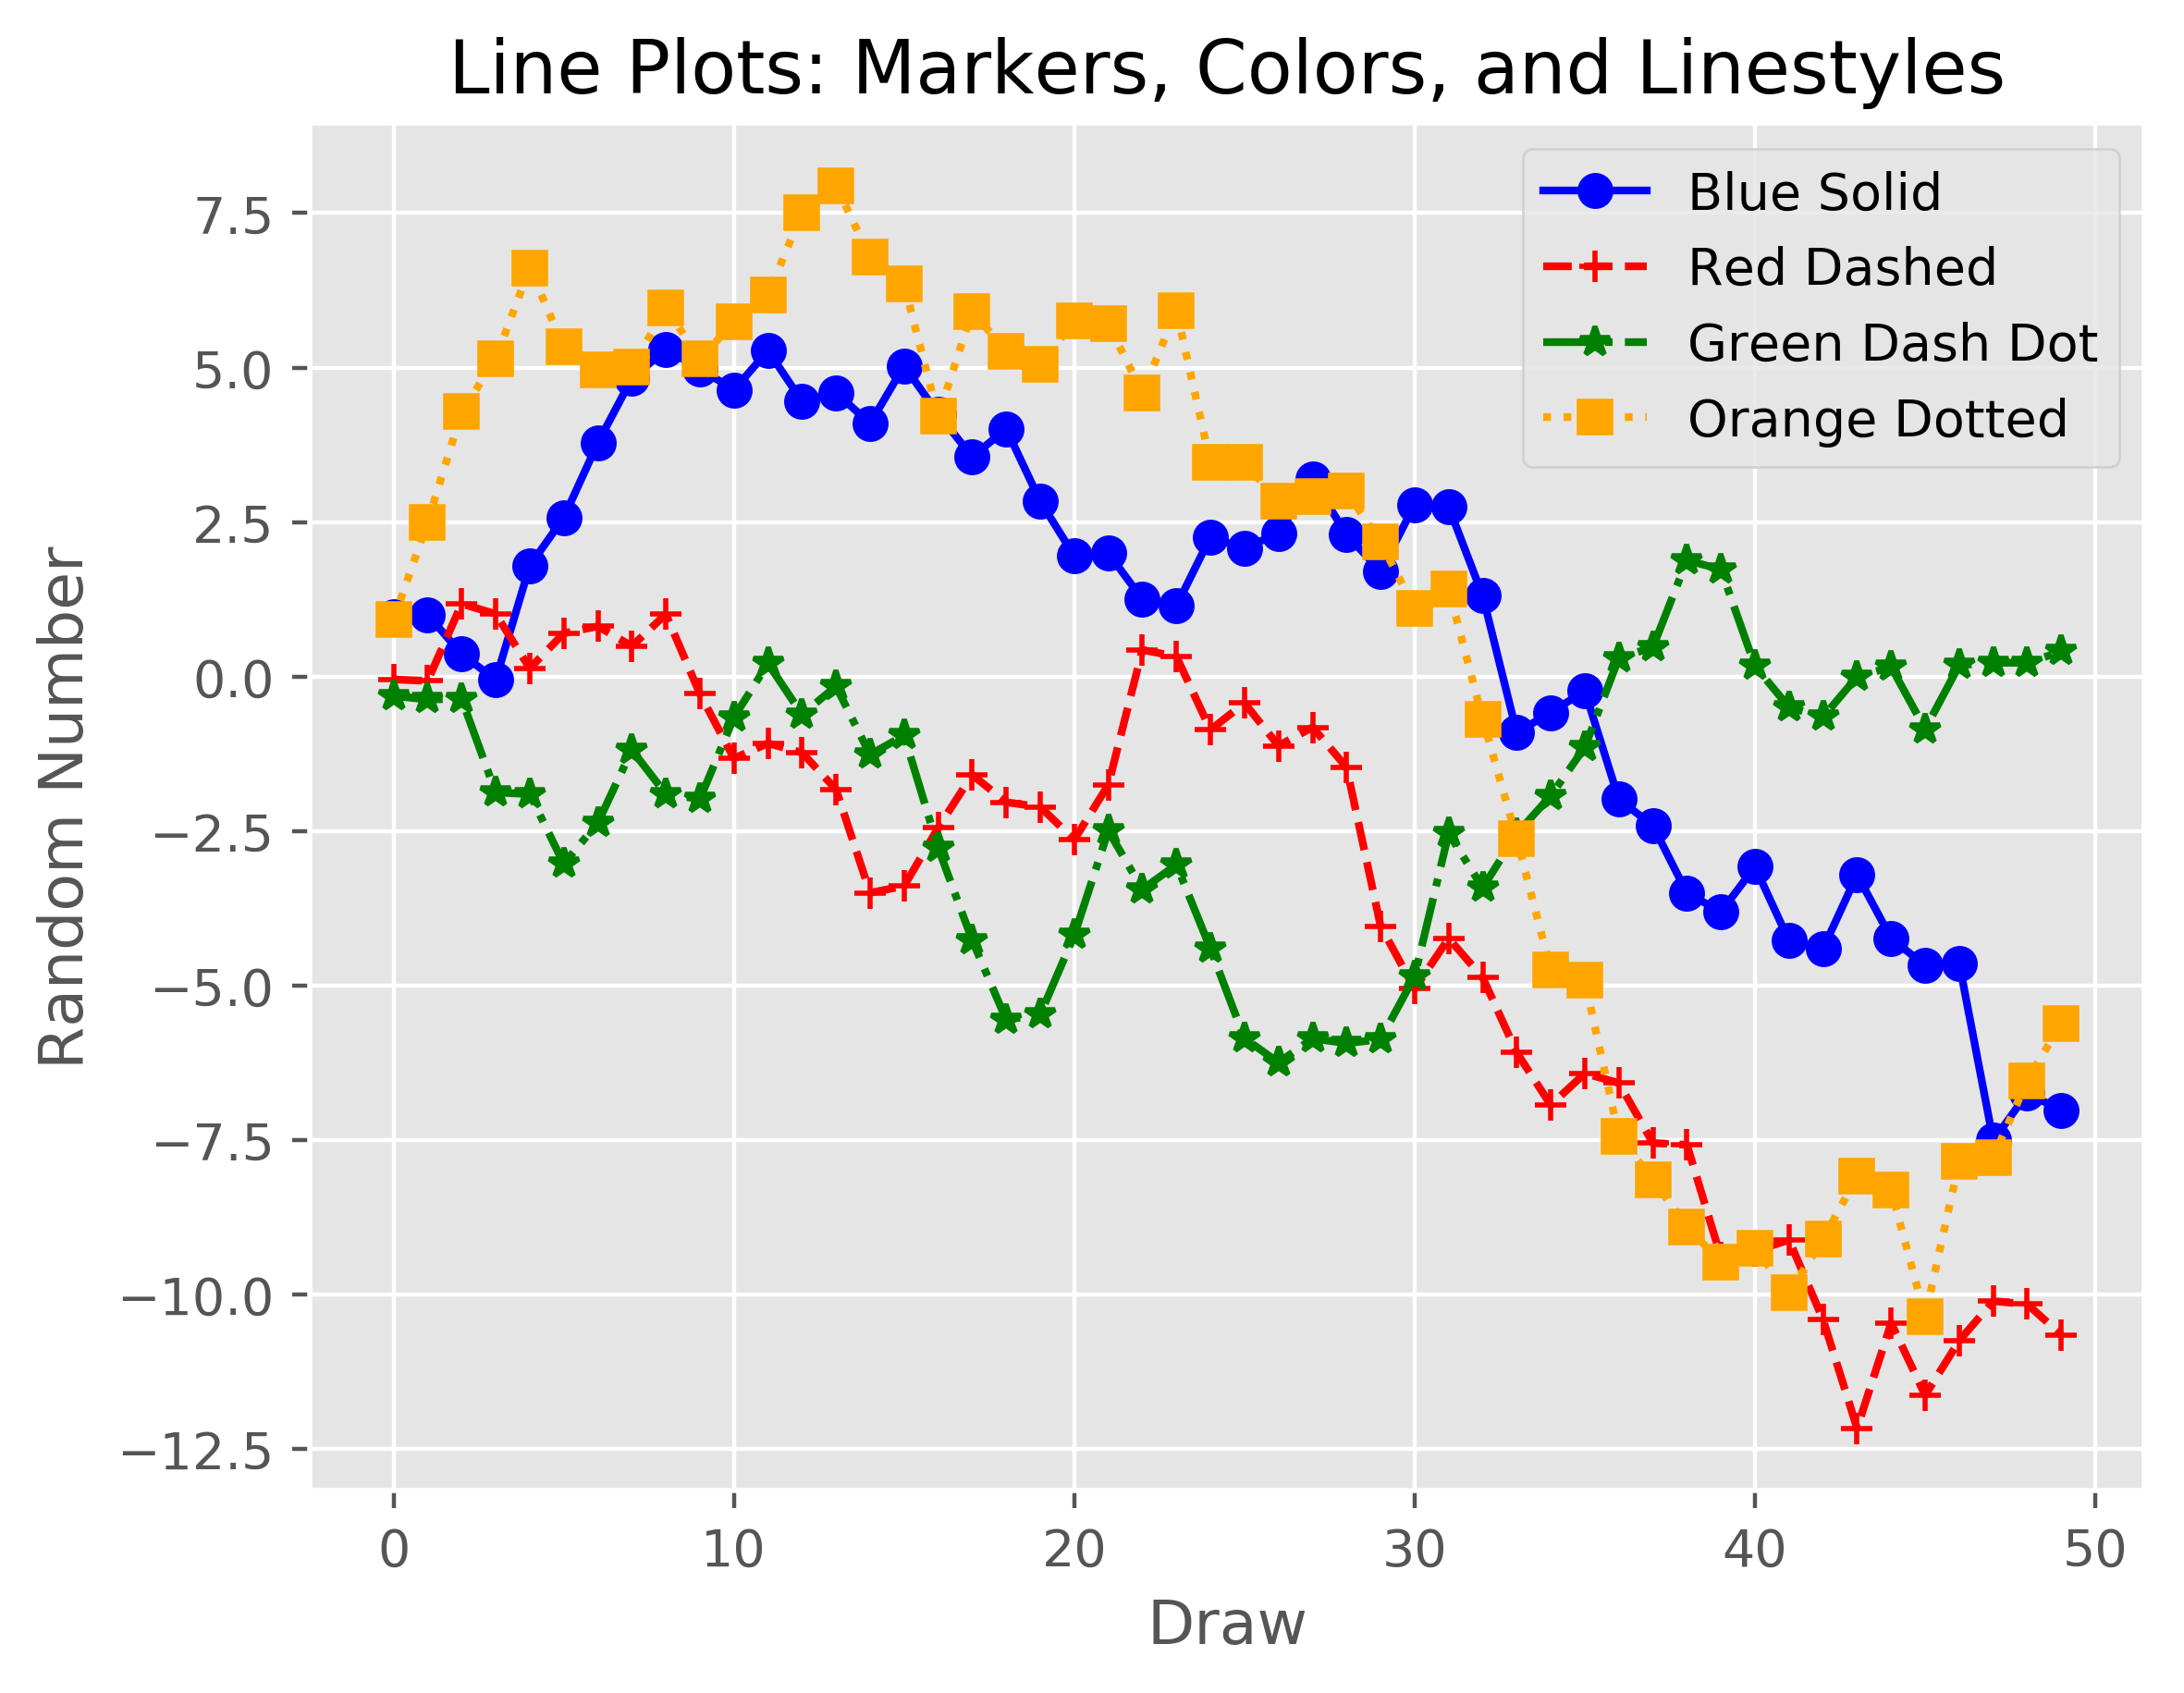 Line Plots: Markers, Colors, and Linestyles
Blue Solid
Red Dashed
Green Dash Dot
Orange Dotted
Random Number
7.5
5.0
2.5
0.0
−2.5
−5.0
−7.5
−10.0
−12.5
0 10 20 30 40 50
Draw